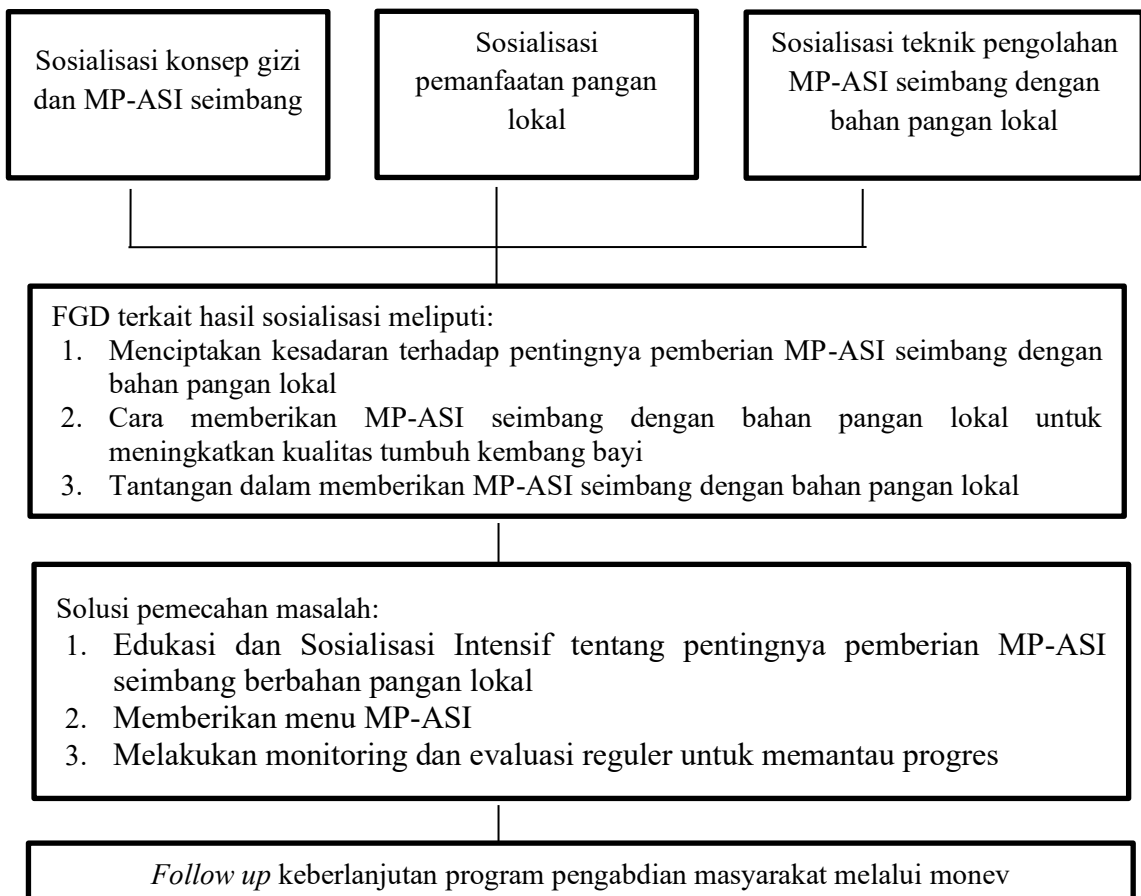 Sosialisasi konsep gizi
dan MP-ASI seimbang
Sosialisasi
pemanfaatan pangan
lokal
Sosialisasi teknik pengolahan
MP-ASI seimbang dengan
bahan pangan lokal
FGD terkait hasil sosialisasi meliputi:
1. Menciptakan kesadaran terhadap pentingnya pemberian MP-ASI seimbang dengan
bahan pangan lokal
2. Cara memberikan MP-ASI seimbang dengan bahan pangan lokal untuk
meningkatkan kualitas tumbuh kembang bayi
3. Tantangan dalam memberikan MP-ASI seimbang dengan bahan pangan lokal
Solusi pemecahan masalah:
1. Edukasi dan Sosialisasi Intensif tentang pentingnya pemberian MP-ASI
seimbang berbahan pangan lokal
2. Memberikan menu MP-ASI
3. Melakukan monitoring dan evaluasi reguler untuk memantau progres
Follow up keberlanjutan program pengabdian masyarakat melalui monev